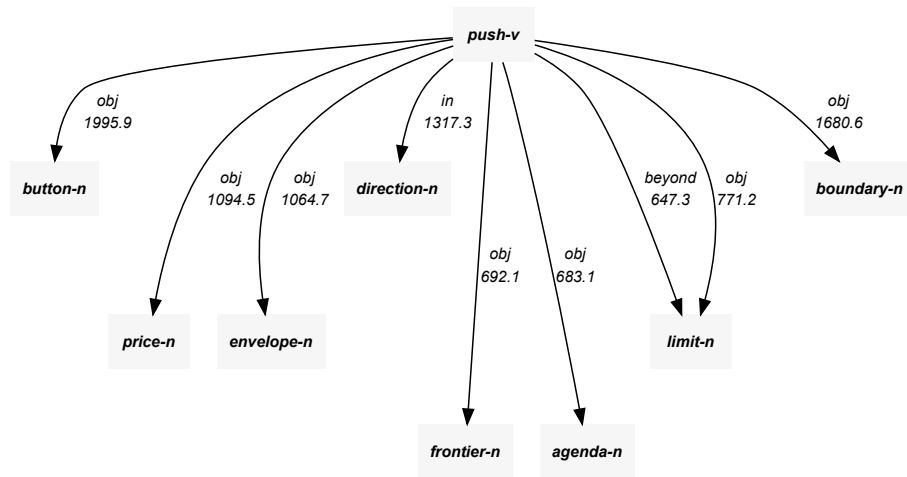 push-v
obj
1995.9
in
1317.3
obj
1680.6
button-n
obj
1094.5
obj
1064.7
direction-n
beyond
647.3
obj
771.2
boundary-n
obj
692.1
obj
683.1
price-n
envelope-n
limit-n
frontier-n
agenda-n